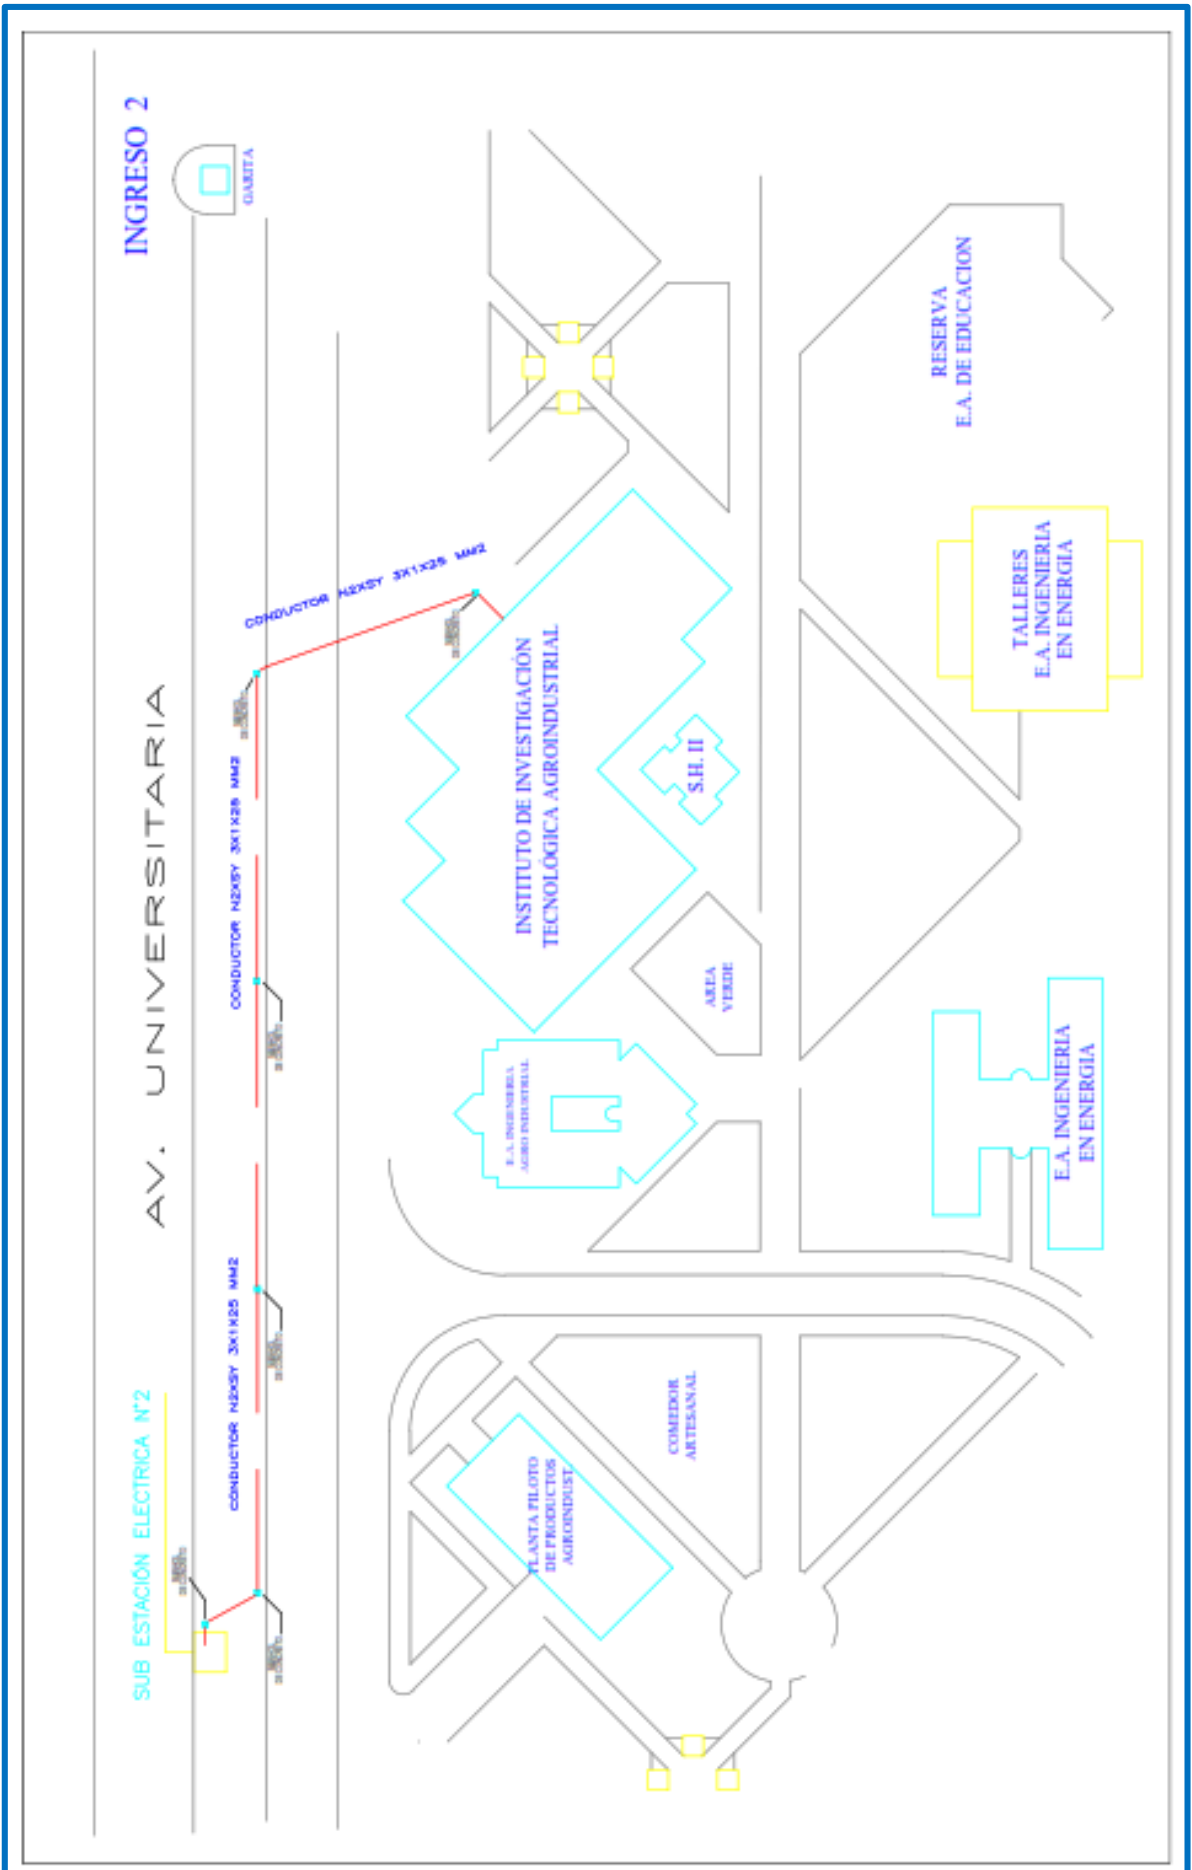 INGRESO 2
GARITA
AV. UNIVERSITARIA
SUB ESTACIÓN ELECTRICA N°2
CONDUCTOR N2XSY 3X1X25 MM2
CONDUCTOR N2XSY 3X1X25 MM2
CONDUCTOR N2XSY 3X1X25 MM2
INSTITUTO DE INVESTIGACIÓN
TECNOLÓGICA AGROINDUSTRIAL
S.H. II
AREA
VERDE
E.A. INGENIERIA
AGRO INDUSTRIAL
PLANTA PILOTO
DE PRODUCTOS
AGROINDUST.
COMEDOR
ARTESANAL
RESERVA
E.A. DE EDUCACION
TALLERES
E.A. INGENIERIA
EN ENERGIA
E.A. INGENIERIA
EN ENERGIA